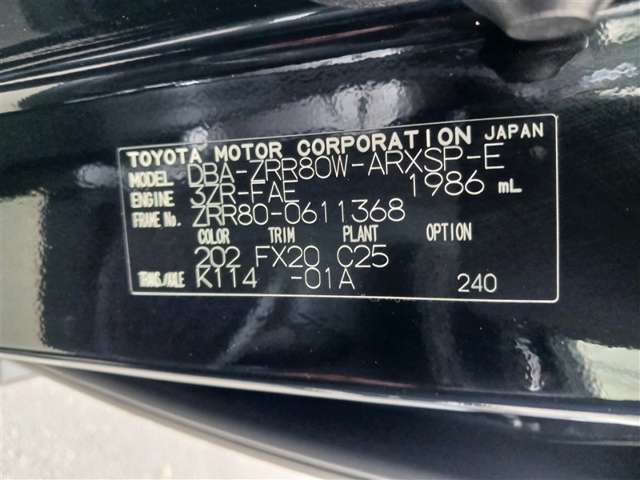 TOYOTA MOTOR CORPORATION JAPAN
MODEL DBA-ZRR80W-ARXSP-E
ENGINE 3ZR-FAE 1986 mL
FRAME No. ZRR80-0611368
COLOR TRIM PLANT OPTION
202 FX20 C25
TRANS./AXLE K114 -01A 240